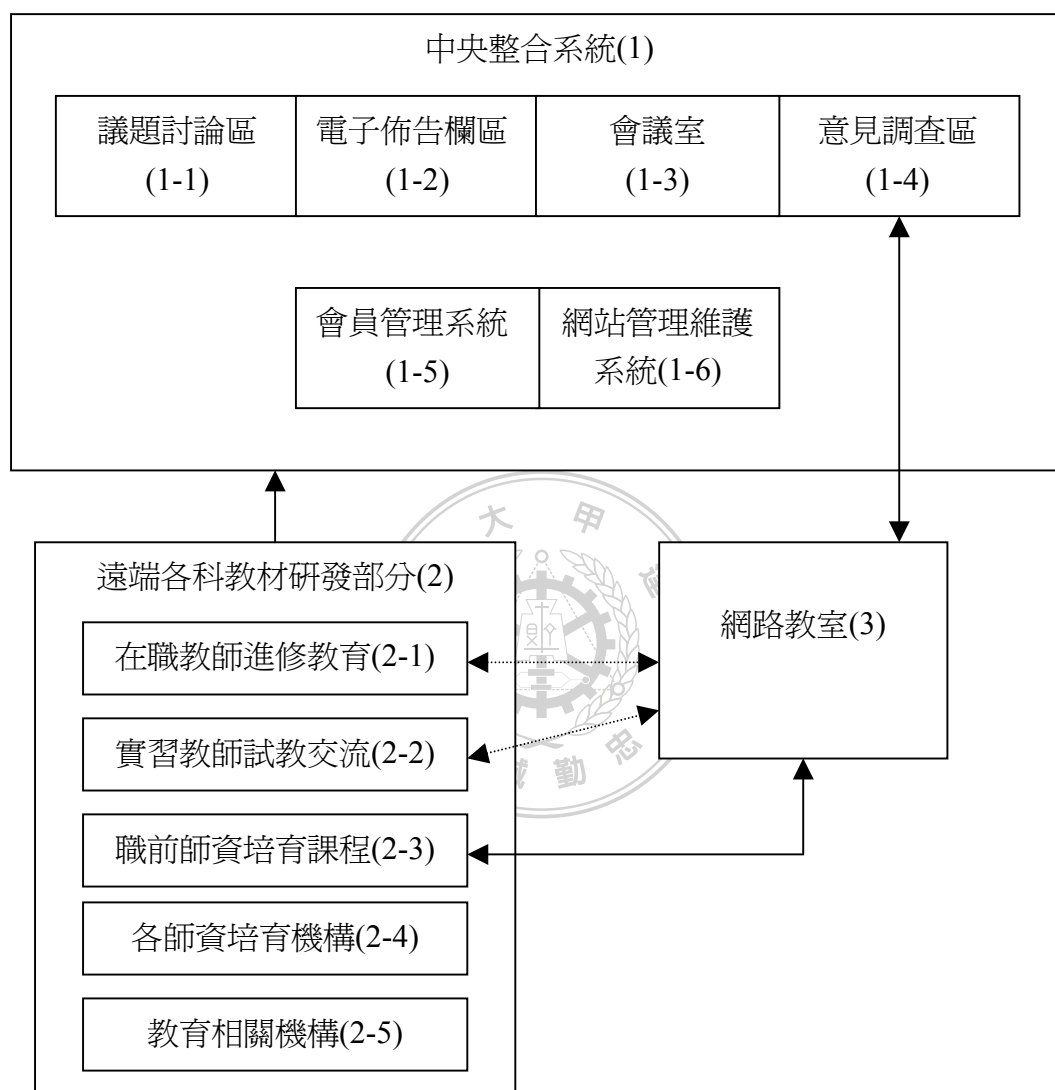 中央整合系統(1)
議題討論區
(1-1)
電子佈告欄區
(1-2)
會議室
(1-3)
意見調查區
(1-4)
會員管理系統
(1-5)
網站管理維護
系統(1-6)
遠端各科教材研發部分(2)
在職教師進修教育(2-1)
實習教師試教交流(2-2)
職前師資培育課程(2-3)
各師資培育機構(2-4)
教育相關機構(2-5)
網路教室(3)
大 甲
勤
忠